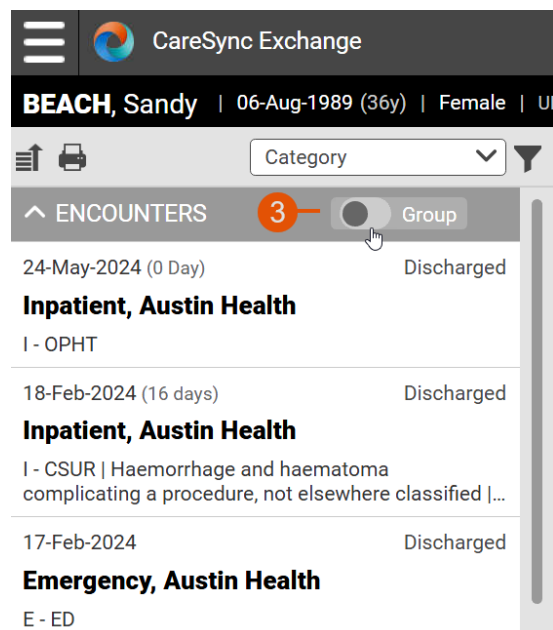 CareSync Exchange
BEACH, Sandy | 06-Aug-1989 (36y) | Female |
Category
ENCOUNTERS 3 Group
24-May-2024 (0 Day) Discharged
Inpatient, Austin Health
I - OPHT
18-Feb-2024 (16 days) Discharged
Inpatient, Austin Health
I - CSUR | Haemorrhage and haematoma
complicating a procedure, not elsewhere classified |...
17-Feb-2024 Discharged
Emergency, Austin Health
E - ED